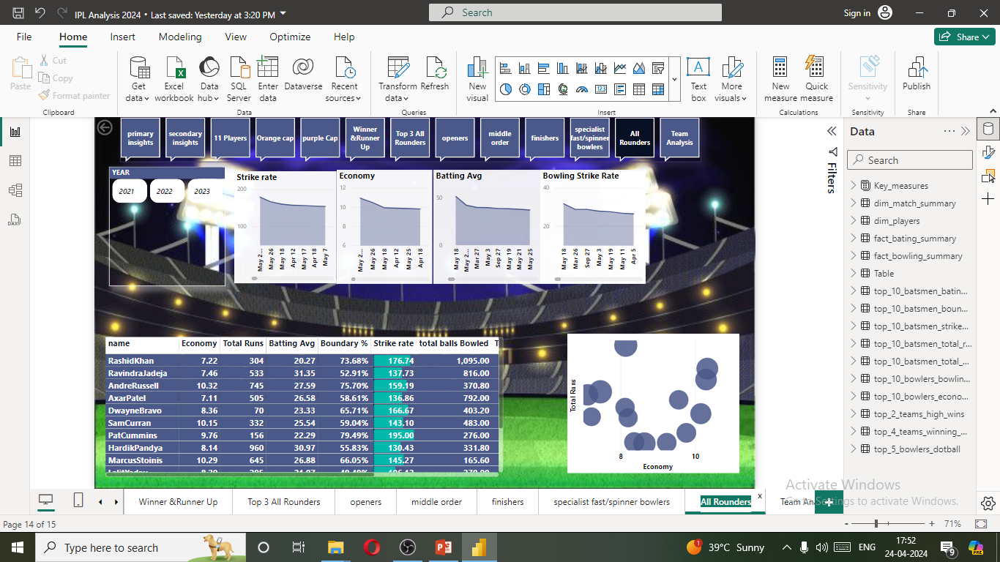 IPL Analysis 2024 • Last saved: Yesterday at 3:20 PM
Search
Sign in
File Home Insert Modeling View Optimize Help
Share
Paste
Cut
Copy
Format painter
Clipboard
Get data
Excel workbook
Data hub
SQL Server
Enter data
Dataverse
Recent sources
Data
Transform data
Refresh
Queries
New visual
Text box
More visuals
Insert
New measure
Quick measure
Calculations
Sensitivity
Sensitivity
Publish
Share
primary insights
secondary insights
11 Players
Orange cap
purple Cap
Winner &Runner Up
Top 3 All Rounders
openers
middle order
finishers
specialist fast/spinner bowlers
All Rounders
Team Analysis
YEAR
2021 2022 2023
Strike rate
200
100
May 2... May 26 May 18 Apr 12 May 17 Apr 18 May 7
Economy
12
10
8
6
May 2... May 26 May 18 Apr 12 May 25 Apr 18
Batting Avg
50
0
May 18 May 2... Mar 27 May 3 Sep 27 May 19 May 21 May 25
Bowling Strike Rate
40
20
May 18 Mar 26 Sep 27 May 3 May 19 May 11 Apr 5
name Economy Total Runs Batting Avg Boundary % Strike rate total balls Bowled T
RashidKhan 7.22 304 20.27 73.68% 176.74 1,095.00
RavindraJadeja 7.46 533 31.35 52.91% 137.73 816.00
AndreRussell 10.32 745 27.59 75.70% 159.19 370.80
AxarPatel 7.11 505 26.58 58.61% 136.86 792.00
DwayneBravo 8.36 70 23.33 65.71% 166.67 403.20
SamCurran 10.15 332 25.54 59.04% 143.10 483.00
PatCummins 9.76 156 22.29 79.49% 195.00 276.00
HardikPandya 8.14 960 30.97 55.83% 130.43 331.80
MarcusStoinis 10.29 645 26.88 66.05% 145.27 165.60
Total Runs
8 10
Economy
Filters
Data
Search
Key_measures
dim_match_summary
dim_players
fact_bating_summary
fact_bowling_summary
Table
top_10_batsmen_batin...
top_10_batsmen_boun...
top_10_batsmen_strike...
top_10_batsmen_total_r...
top_10_batsmen_total_...
top_10_bowlers_bowlin...
top_10_bowlers_econo...
top_2_teams_high_wins
top_4_teams_winning_...
top_5_bowlers_dotball
Activate Windows
Go to Settings to activate Windows.
Winner &Runner Up
Top 3 All Rounders
openers
middle order
finishers
specialist fast/spinner bowlers
All Rounders
x
Team An
Page 14 of 15
- + 71%
Type here to search
1
39°C Sunny
ENG
17:52
24-04-2024
9
PRE